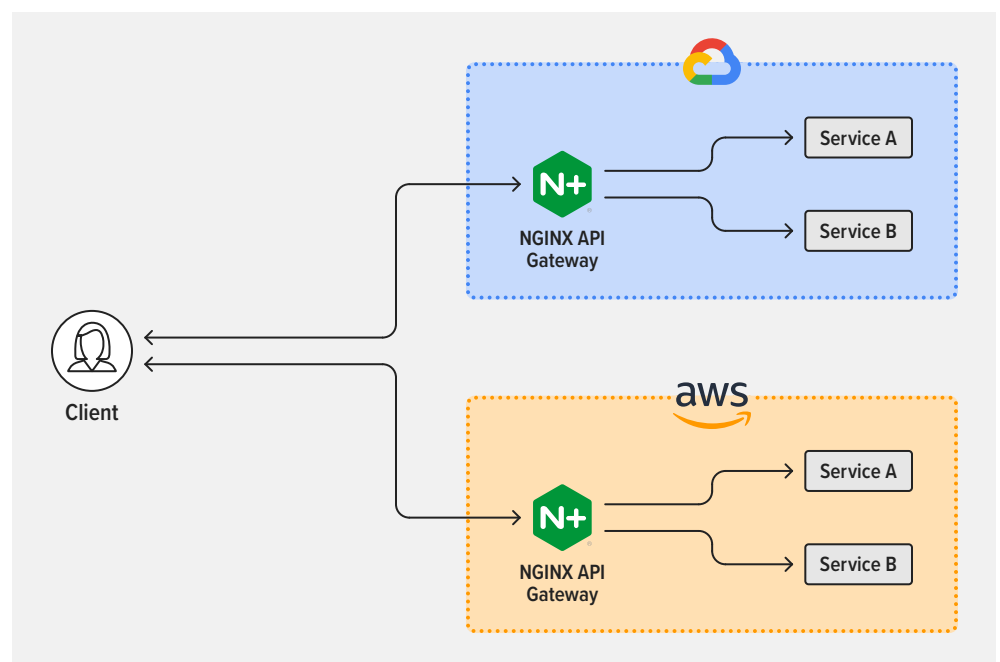 Service A
N+
NGINX API
Gateway
Service B
Client
aws
Service A
N+
NGINX API
Gateway
Service B